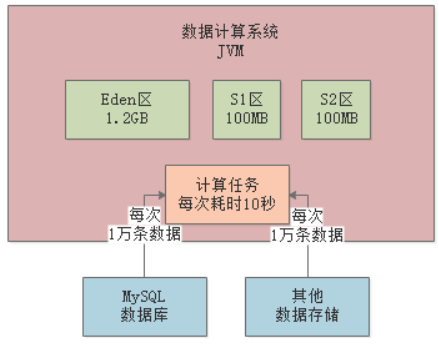 数据计算系统
JVM
Eden区
1.2GB
S1区
100MB
S2区
100MB
计算任务
每次耗时10秒
每次
1万条数据
每次
1万条数据
MySQL
数据库
其他
数据存储